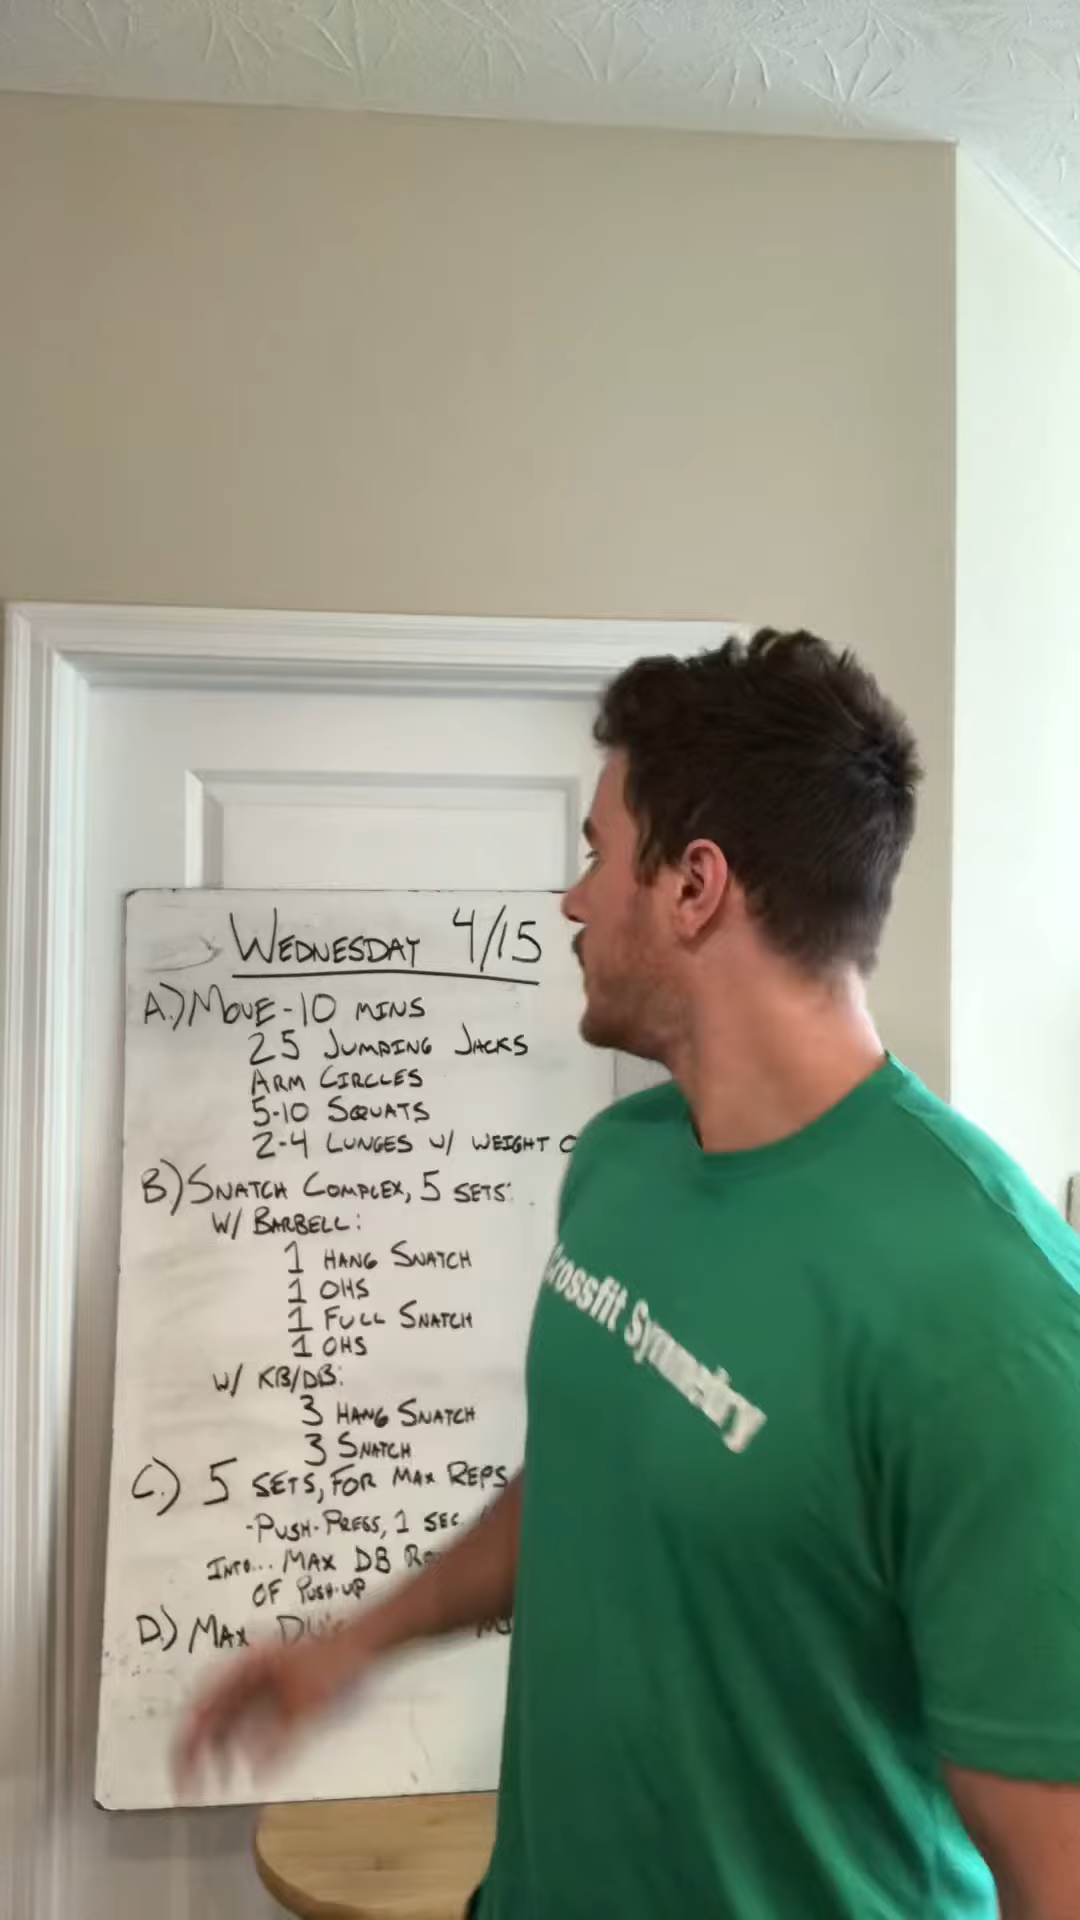 WEDNESDAY 4/15
A.) MOVE - 10 MINS
25 JUMPING JACKS
ARM CIRCLES
5-10 SQUATS
2-4 LUNGES W/ WEIGHT
B.) SNATCH COMPLEX, 5 SETS:
W/ BARBELL:
1 HANG SNATCH
1 OHS
1 FULL SNATCH
1 OHS
W/ KB/DB:
3 HANG SNATCH
3 SNATCH
C.) 5 SETS, FOR MAX REPS
-PUSH-PRESS, 1 SEC
INTO... MAX DB
OF PUSH-UP
D.) MAX DU's
Crossfit Symmetry